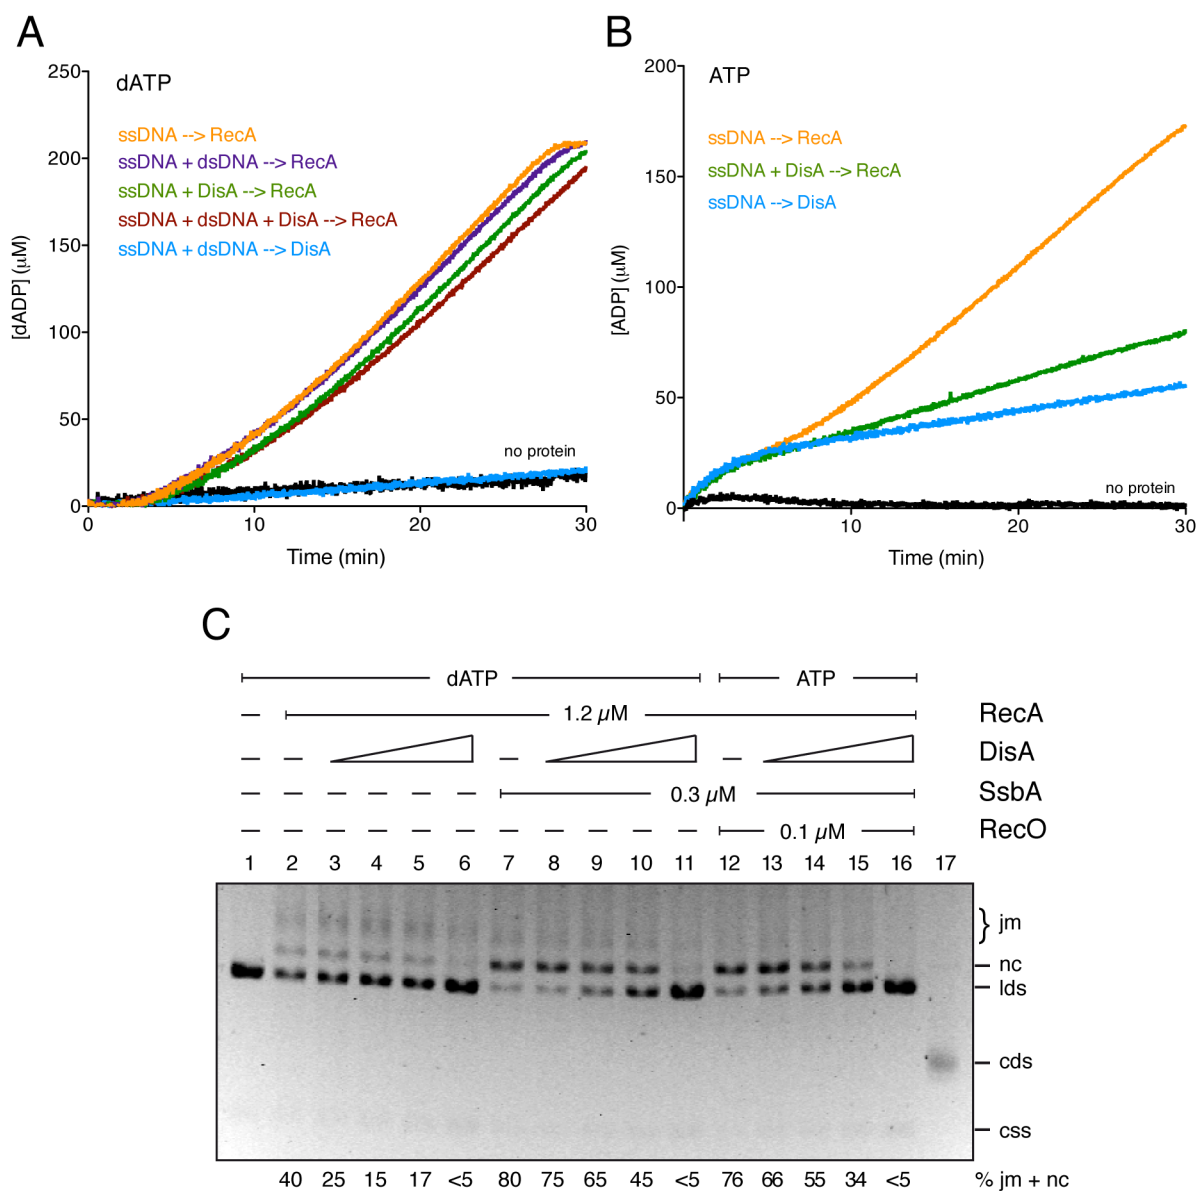 A
dATP
ssDNA --> RecA
ssDNA + dsDNA --> RecA
ssDNA + DisA --> RecA
ssDNA + dsDNA + DisA --> RecA
ssDNA + dsDNA --> DisA
no protein
250
200
150
100
50
0
0 10 20 30
[dADP] (μM)
Time (min)
B
ATP
ssDNA --> RecA
ssDNA + DisA --> RecA
ssDNA --> DisA
no protein
200
150
100
50
0
10 20 30
[ADP] (μM)
Time (min)
C
dATP ATP
– 1.2 μM RecA
– – – – DisA
– – – – – – 0.3 μM SsbA
– – – – – – – – – – – 0.1 μM RecO
1 2 3 4 5 6 7 8 9 10 11 12 13 14 15 16 17
} jm
nc
lds
cds
css
40 25 15 17 <5 80 75 65 45 <5 76 66 55 34 <5 % jm + nc